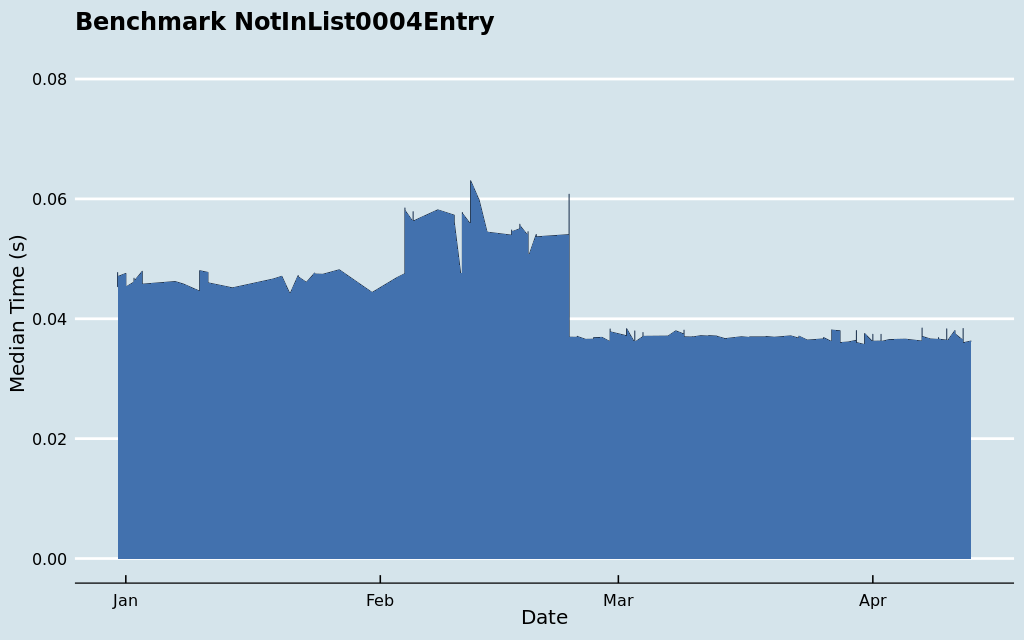 Benchmark NotInList0004Entry
0.08
0.06
0.04
0.02
0.00
Median Time (s)
Jan Feb Mar Apr
Date